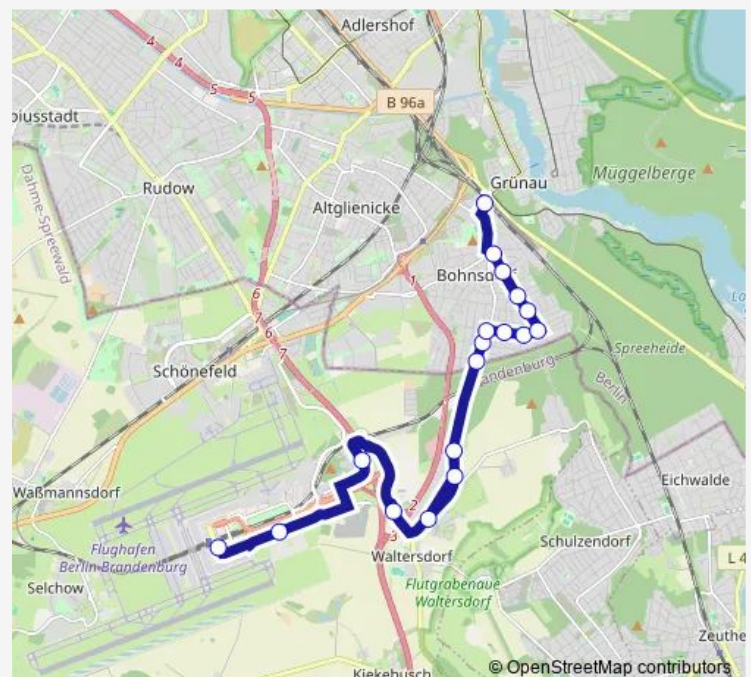 Adlershof
4
4
5
5
B 96a
piusstadt
Dahme-Spreewald
Rudow
Altglienicke
Grünau
Müggelberge
Bohnsd
1
6
7
6
7
Schönefeld
Spreeheide
andenburg
Berlin
Waßmannsdorf
Eichwalde
2
Flughafen
Berlin-Brandenburg
3
Waltersdorf
Schulzendorf
Selchow
L 4
Flutgrabenaue
Waltersdorf
Zeuthe
Kiekebusch
© OpenStreetMap contributors